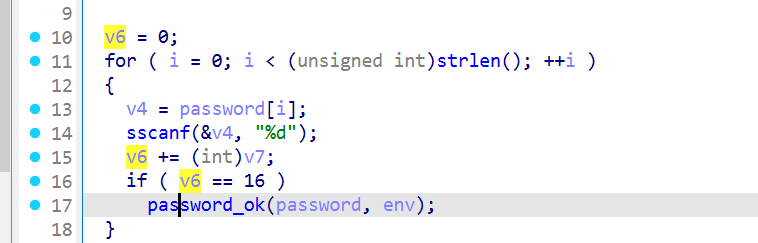 9
10 v6 = 0;
11 for ( i = 0; i < (unsigned int)strlen(); ++i )
12 {
13 v4 = password[i];
14 sscanf(&v4, "%d");
15 v6 += (int)v7;
16 if ( v6 == 16 )
17 password_ok(password, env);
18 }